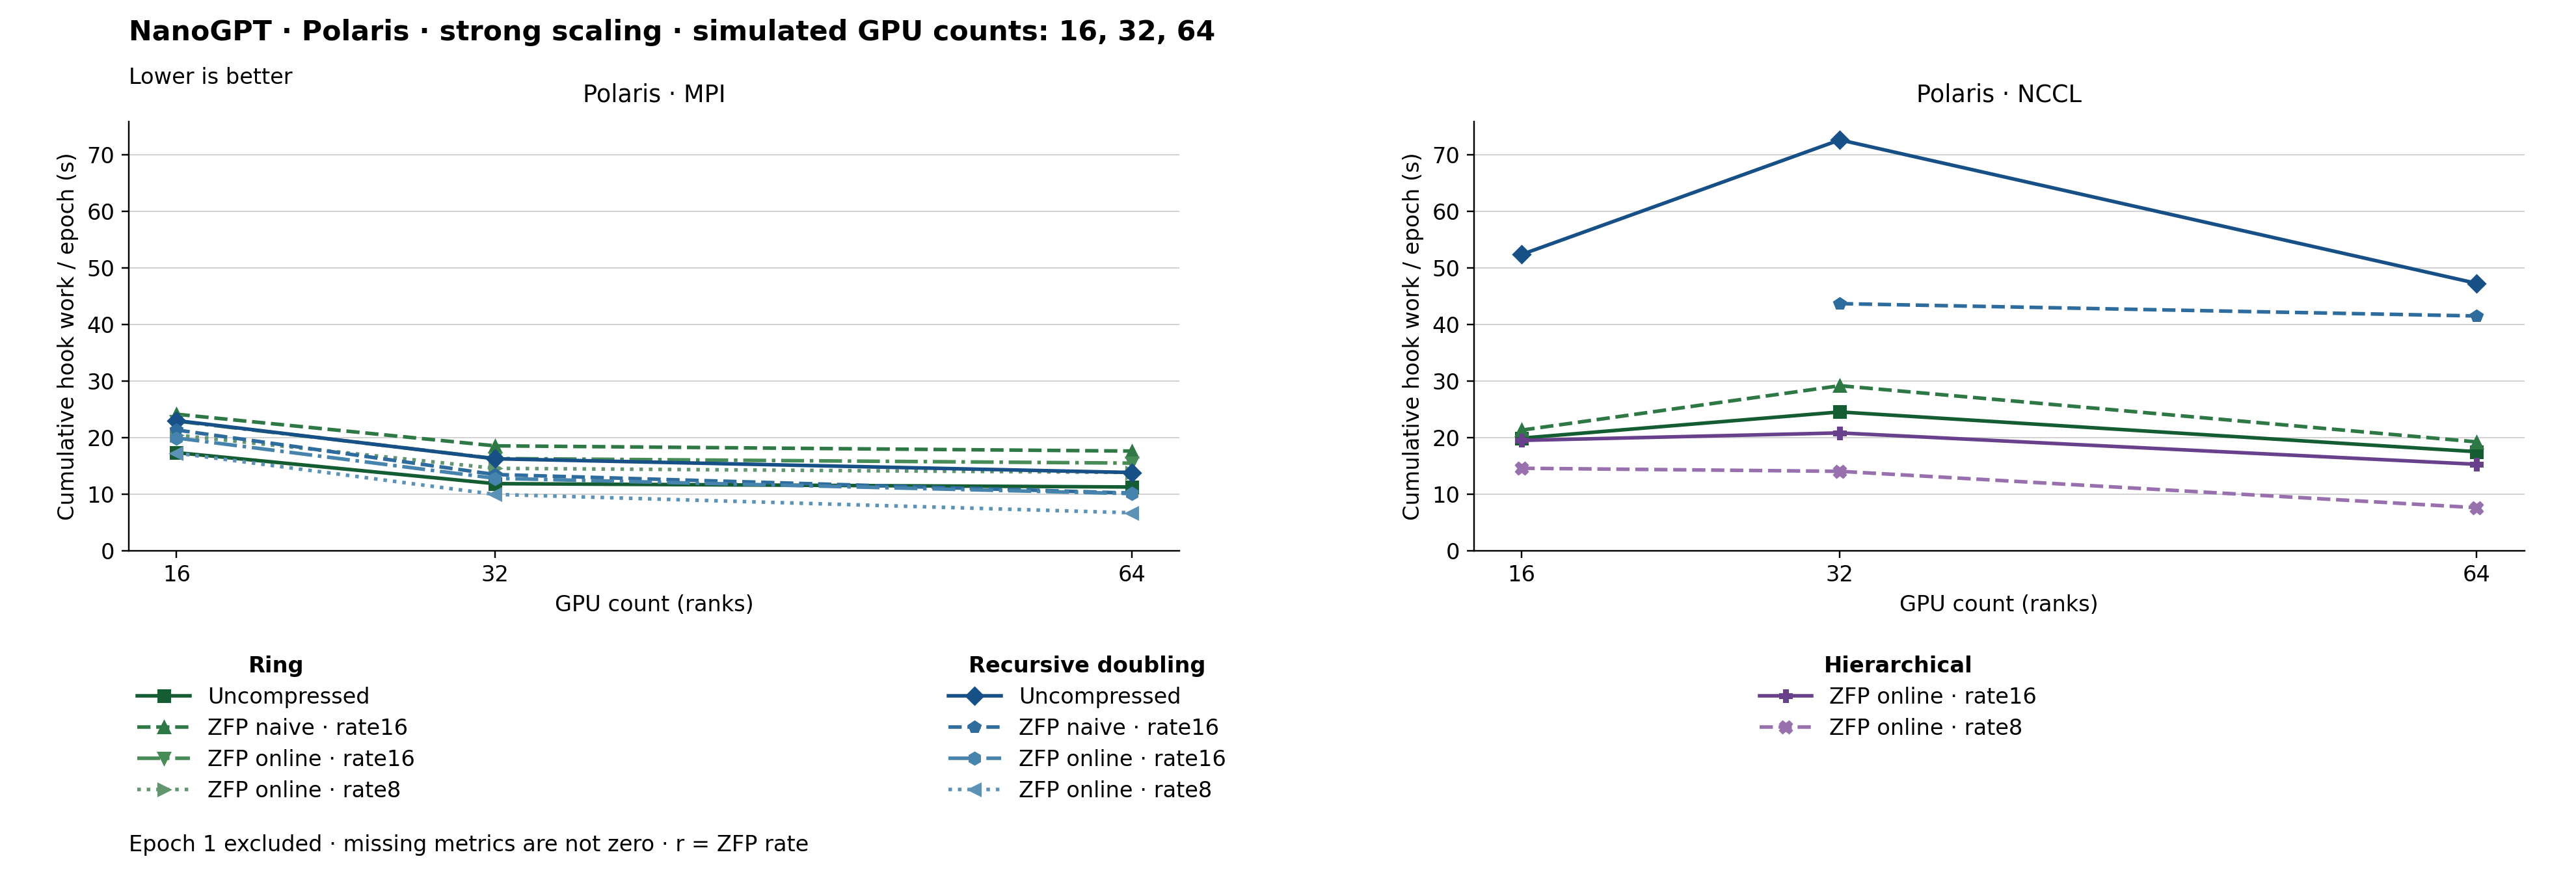 NanoGPT · Polaris · strong scaling · simulated GPU counts: 16, 32, 64
Lower is better
Polaris · MPI
Cumulative hook work / epoch (s)
70
60
50
40
30
20
10
0
16 32 64
GPU count (ranks)
Polaris · NCCL
Cumulative hook work / epoch (s)
70
60
50
40
30
20
10
0
16 32 64
GPU count (ranks)
Ring
Uncompressed
ZFP naive · rate16
ZFP online · rate16
ZFP online · rate8
Recursive doubling
Uncompressed
ZFP naive · rate16
ZFP online · rate16
ZFP online · rate8
Hierarchical
ZFP online · rate16
ZFP online · rate8
Epoch 1 excluded · missing metrics are not zero · r = ZFP rate